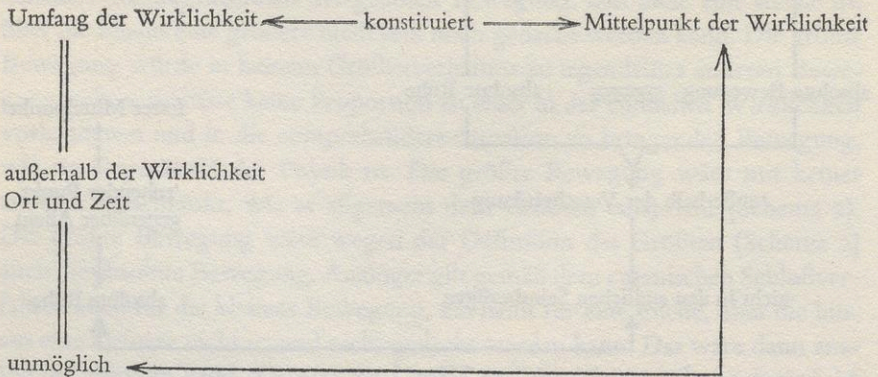 Umfang der Wirklichkeit konstituiert Mittelpunkt der Wirklichkeit
außerhalb der Wirklichkeit
Ort und Zeit
unmöglich